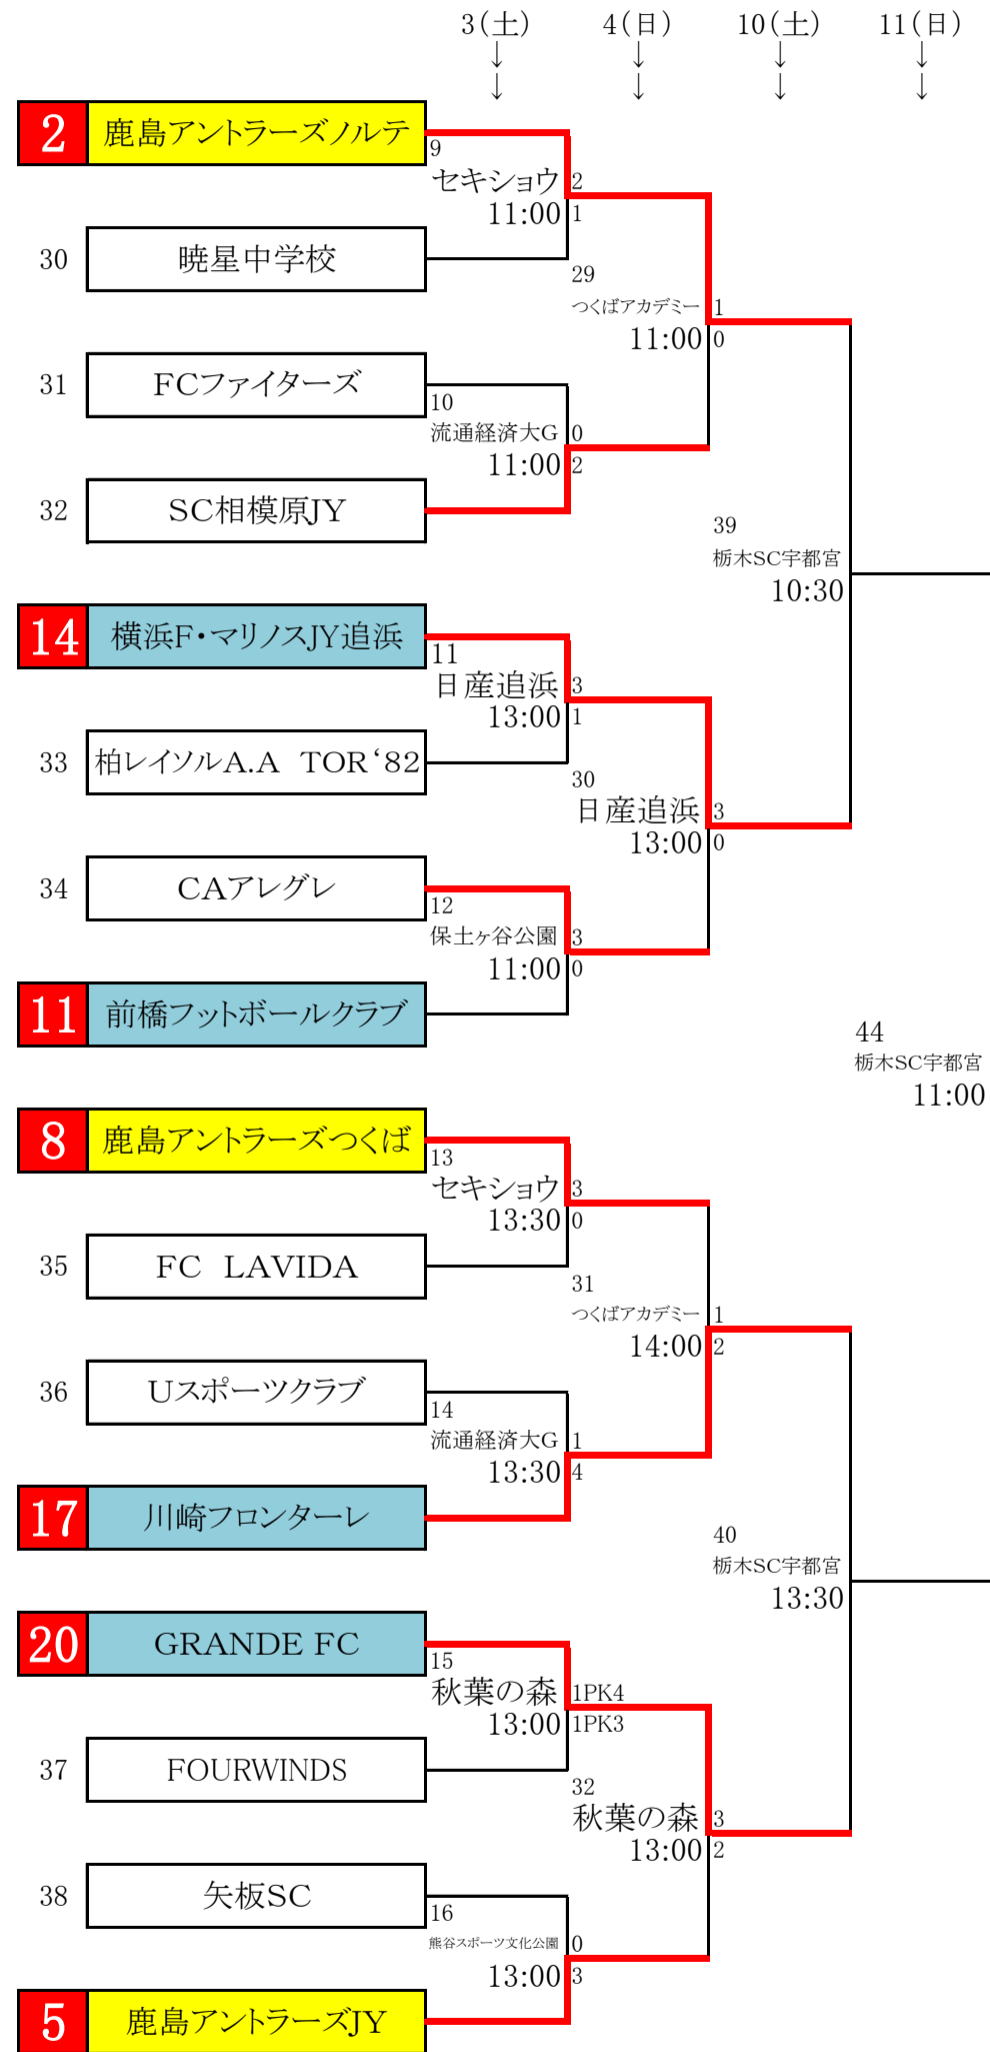 3(土) 4(日) 10(土) 11(日)
↓ ↓ ↓ ↓
↓ ↓ ↓ ↓
2 鹿島アントラーズノルテ
9
セキショウ 2
11:00 1
30 暁星中学校
29
つくばアカデミー 1
11:00 0
31 FCファイターズ
10
流通経済大G 0
11:00 2
32 SC相模原JY
39
栃木SC宇都宮
10:30
14 横浜F・マリノスJY追浜
11
日産追浜 3
13:00 1
33 柏レイソルA.A TOR‘82
30
日産追浜 3
13:00 0
34 CAアレグレ
12
保土ヶ谷公園 3
11:00 0
11 前橋フットボールクラブ
44
栃木SC宇都宮
11:00
8 鹿島アントラーズつくば
13
セキショウ 3
13:30 0
35 FC LAVIDA
31
つくばアカデミー 1
14:00 2
36 Uスポーツクラブ
14
流通経済大G 1
13:30 4
17 川崎フロンターレ
40
栃木SC宇都宮
13:30
20 GRANDE FC
15
秋葉の森 1PK4
13:00 1PK3
37 FOURWINDS
32
秋葉の森 3
13:00 2
38 矢板SC
16
熊谷スポーツ文化公園 0
13:00 3
5 鹿島アントラーズJY